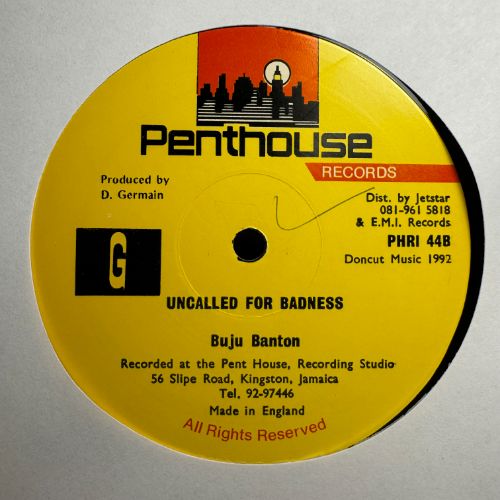 Penthouse
RECORDS
Produced by
D. Germain
Dist. by Jetstar
081-961 5818
& E.M.I. Records
PHRI 44B
Doncut Music 1992
G
UNCALLED FOR BADNESS
Buju Banton
Recorded at the Pent House, Recording Studio
56 Slipe Road, Kingston, Jamaica
Tel. 92-97446
Made in England
All Rights Reserved